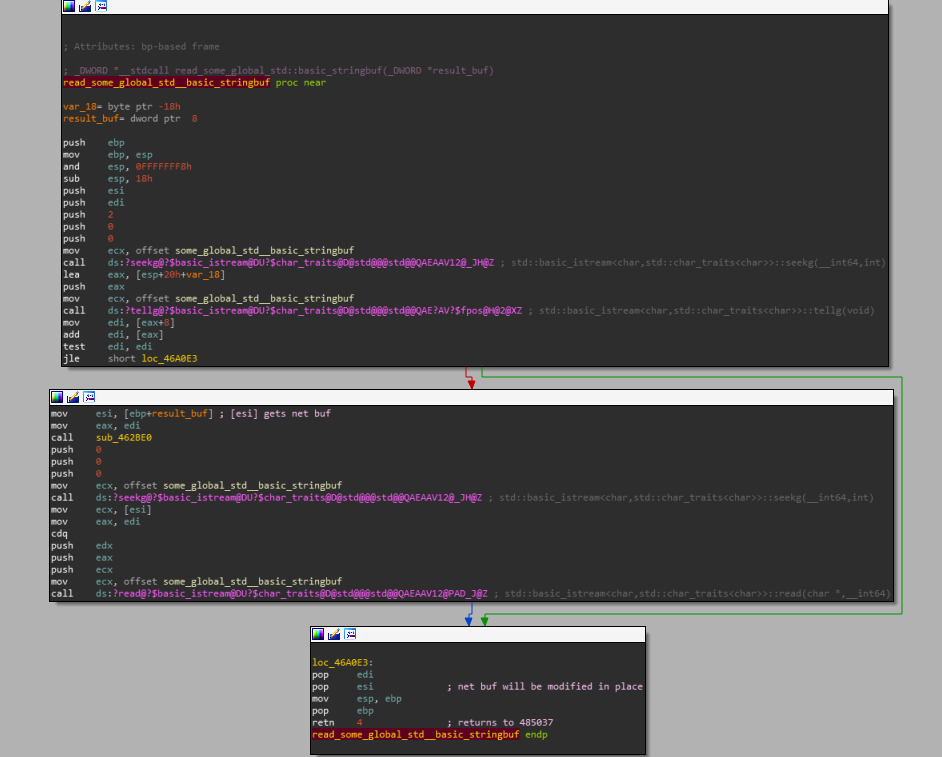 ; Attributes: bp-based frame
; _DWORD *__stdcall read_some_global_std::basic_stringbuf(_DWORD *result_buf)
read_some_global_std__basic_stringbuf proc near
var_18= byte ptr -18h
result_buf= dword ptr  8
push ebp
mov ebp, esp
and esp, 0FFFFFFF8h
sub esp, 18h
push esi
push edi
push 2
push 0
push 0
mov ecx, offset some_global_std__basic_stringbuf
call ds:?seekg@?$basic_istream@DU?$char_traits@D@std@@@std@@QAEAAV12@_JH@Z ; std::basic_istream<char,std::char_traits<char>>::seekg(__int64,int)
lea eax, [esp+20h+var_18]
push eax
mov ecx, offset some_global_std__basic_stringbuf
call ds:?tellg@?$basic_istream@DU?$char_traits@D@std@@@std@@QAE?AV?$fpos@H@2@XZ ; std::basic_istream<char,std::char_traits<char>>::tellg(void)
mov edi, [eax+8]
add edi, [eax]
test edi, edi
jle short loc_46A0E3
mov esi, [ebp+result_buf] ; [esi] gets net buf
mov eax, edi
call sub_462BE0
push 0
push 0
push 0
mov ecx, offset some_global_std__basic_stringbuf
call ds:?seekg@?$basic_istream@DU?$char_traits@D@std@@@std@@QAEAAV12@_JH@Z ; std::basic_istream<char,std::char_traits<char>>::seekg(__int64,int)
mov ecx, [esi]
mov eax, edi
cdq
push edx
push eax
push ecx
mov ecx, offset some_global_std__basic_stringbuf
call ds:?read@?$basic_istream@DU?$char_traits@D@std@@@std@@QAEAAV12@PAD_J@Z ; std::basic_istream<char,std::char_traits<char>>::read(char *,__int64)
loc_46A0E3:
pop edi
pop esi ; net buf will be modified in place
mov esp, ebp
pop ebp
retn 4 ; returns to 485037
read_some_global_std__basic_stringbuf endp